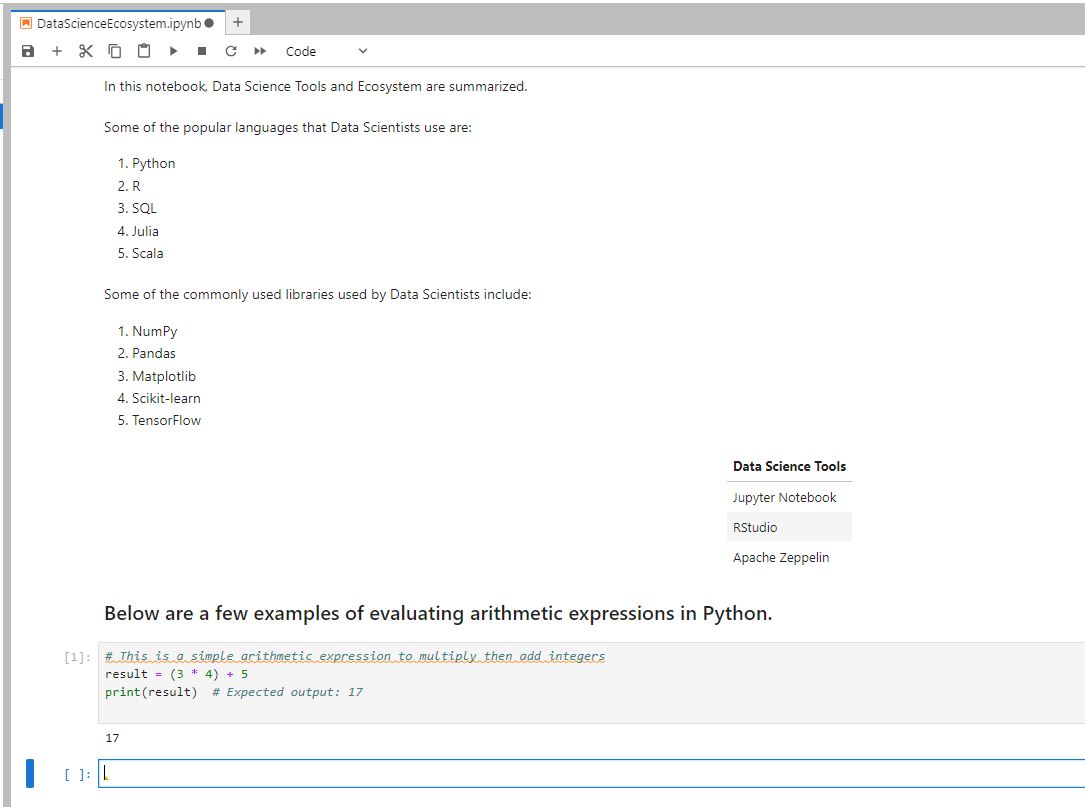 DataScienceEcosystem.ipynb
Code
In this notebook, Data Science Tools and Ecosystem are summarized.
Some of the popular languages that Data Scientists use are:
1. Python
2. R
3. SQL
4. Julia
5. Scala
Some of the commonly used libraries used by Data Scientists include:
1. NumPy
2. Pandas
3. Matplotlib
4. Scikit-learn
5. TensorFlow
Data Science Tools
Jupyter Notebook
RStudio
Apache Zeppelin
Below are a few examples of evaluating arithmetic expressions in Python.
[1]: # This is a simple arithmetic expression to multiply then add integers
result = (3 * 4) + 5
print(result)  # Expected output: 17
17
[ ]: